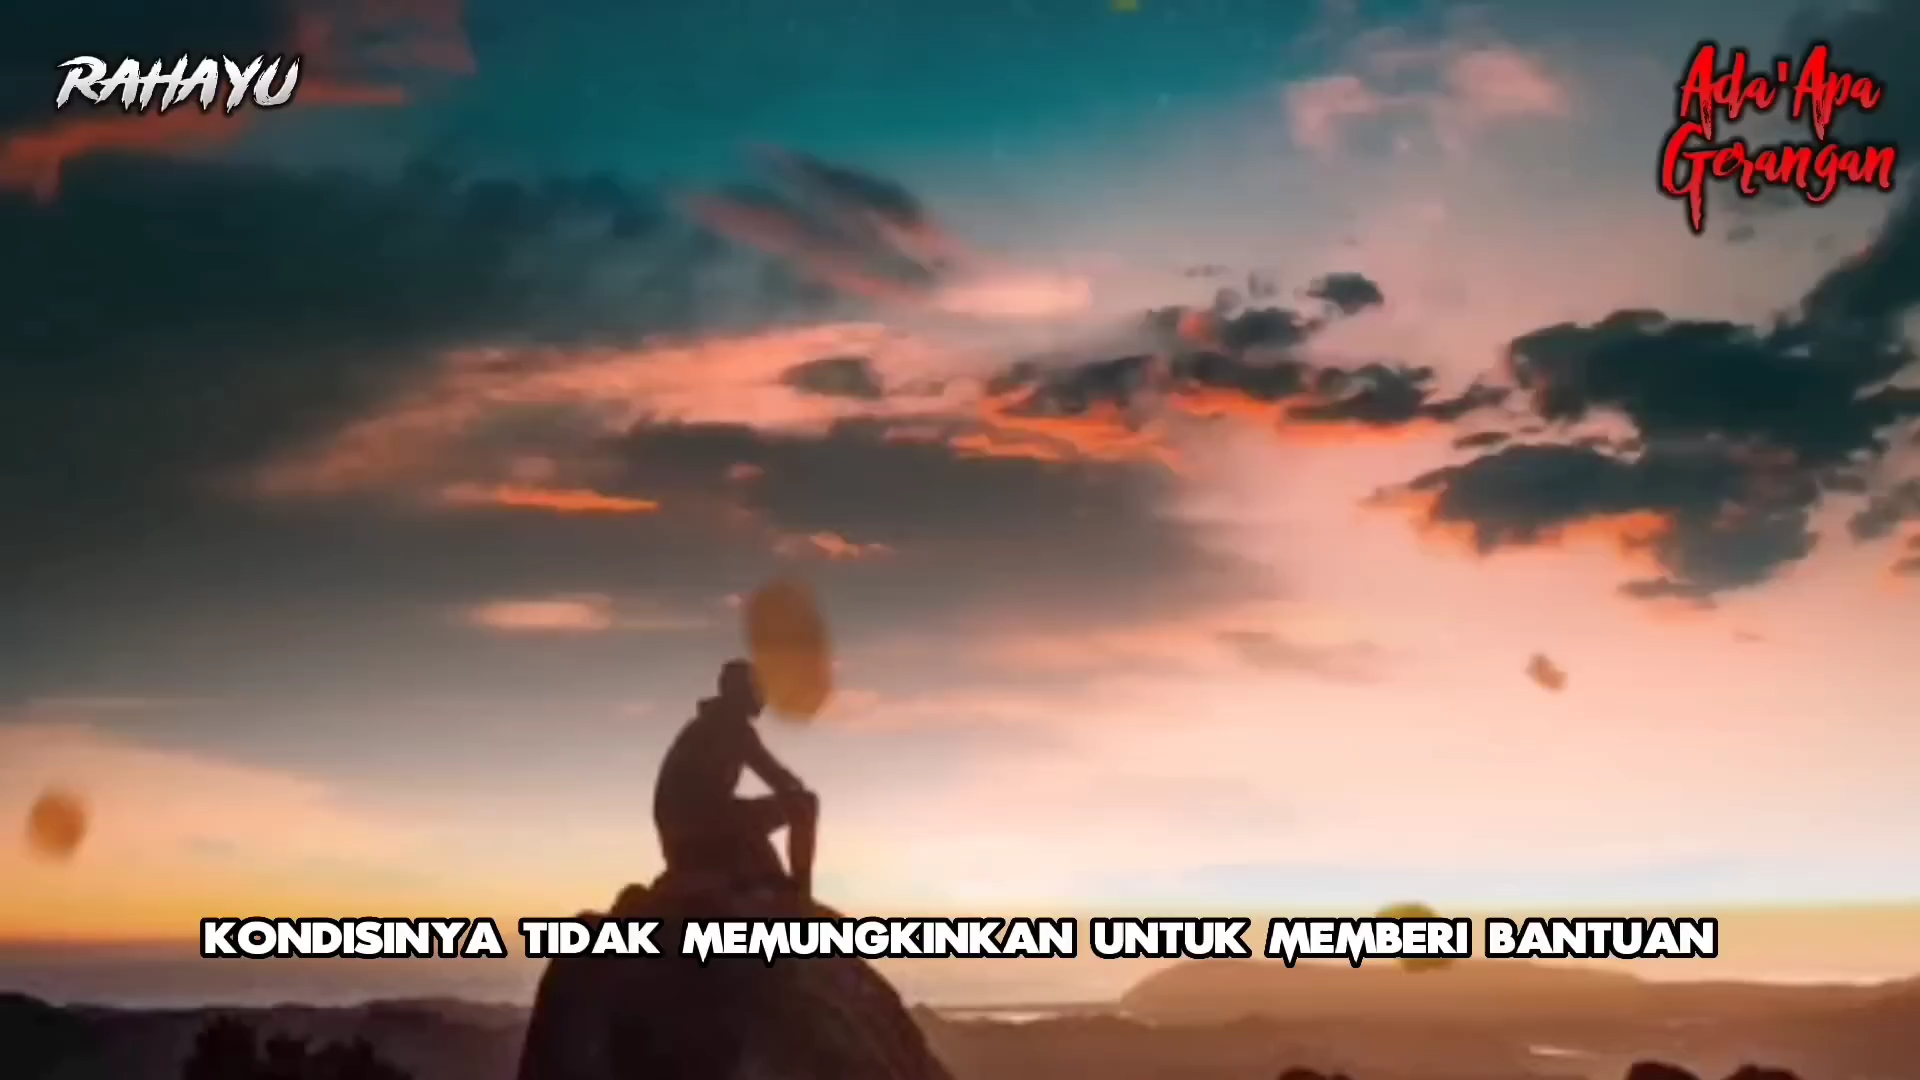 RAHAYU
Ada'Apa
Gerangan
KONDISINYA TIDAK MEMUNGKINKAN UNTUK MEMBERI BANTUAN